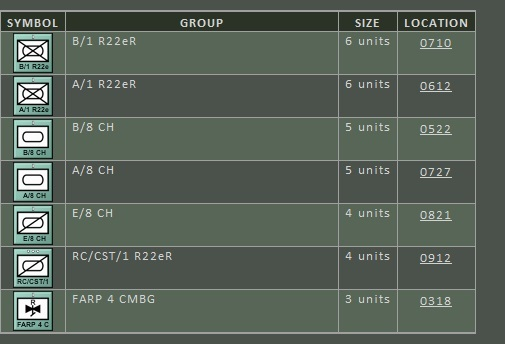 SYMBOL GROUP SIZE LOCATION
B/1 R22e B/1 R22eR 6 units 0710
A/1 R22e A/1 R22eR 6 units 0612
B/8 CH B/8 CH 5 units 0522
A/8 CH A/8 CH 5 units 0727
E/8 CH E/8 CH 4 units 0821
RC/CST/1 RC/CST/1 R22eR 4 units 0912
R
FARP 4 C FARP 4 CMBG 3 units 0318